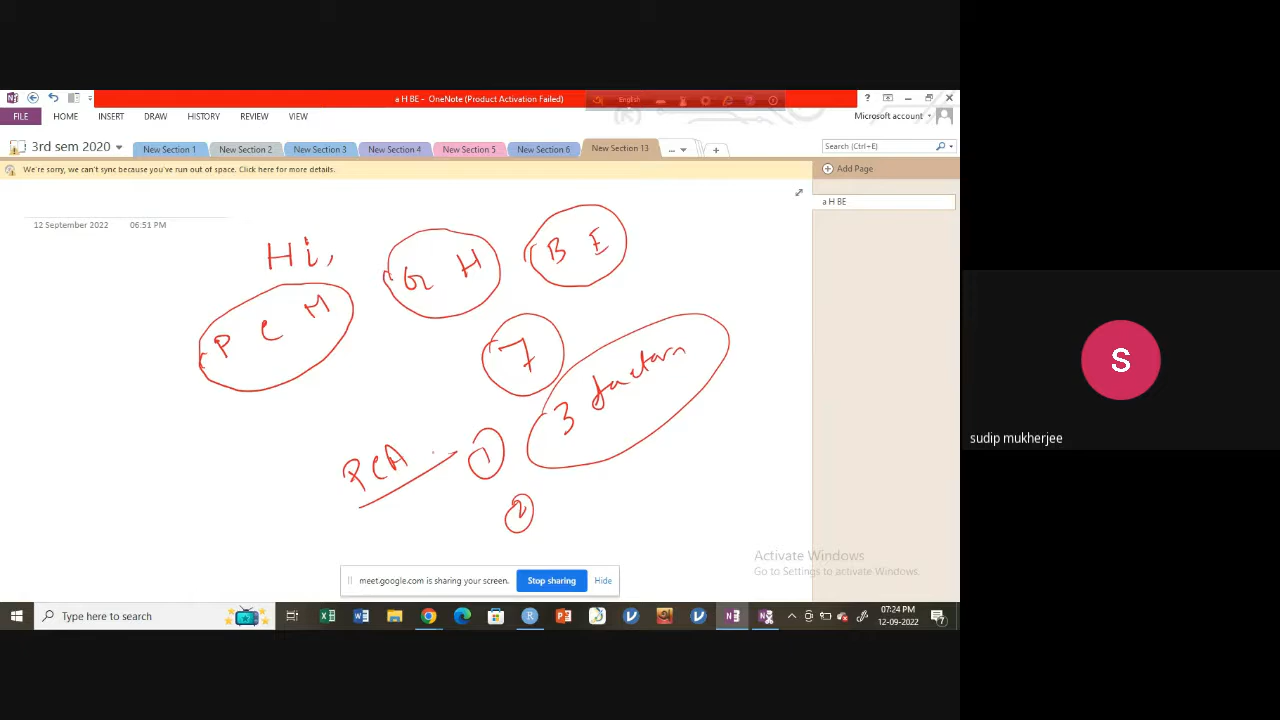 a H BE - OneNote (Product Activation Failed)
English
FILE HOME INSERT DRAW HISTORY REVIEW VIEW
Microsoft account
3rd sem 2020
New Section 1 New Section 2 New Section 3 New Section 4 New Section 5 New Section 6 New Section 13 ...
Search (Ctrl+E)
We're sorry, we can't sync because you've run out of space. Click here for more details.
Add Page
a H BE
12 September 2022 06:51 PM
Hi, G H B E
P C M
7
3 factors
PCA 1
2
S
sudip mukherjee
Activate Windows
Go to Settings to activate Windows.
meet.google.com is sharing your screen. Stop sharing Hide
Type here to search
07:24 PM
12-09-2022
7